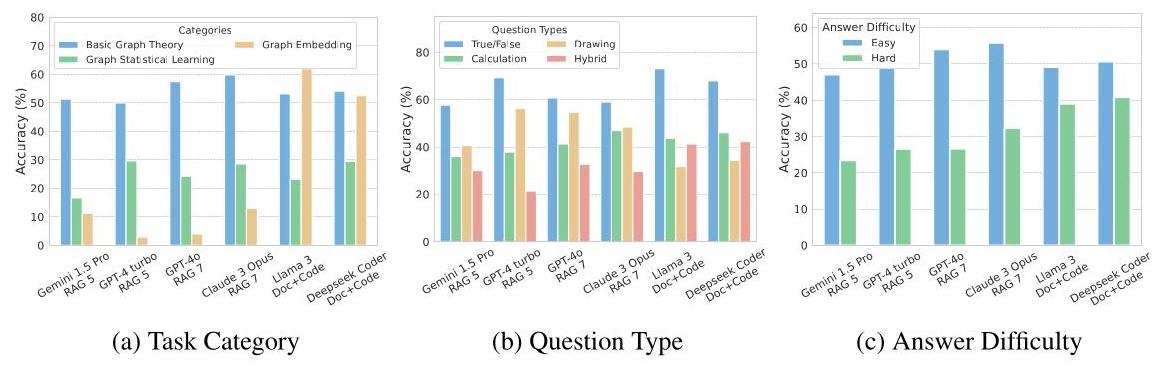 Categories
Basic Graph Theory
Graph Embedding
Graph Statistical Learning
Accuracy (%)
80
70
60
50
40
30
20
10
0
Gemini 1.5 Pro
RAG 5
GPT-4 turbo
RAG 5
GPT-4o
RAG 7
Claude 3 Opus
RAG 7
Llama 3
Doc+Code
Deepseek Coder
Doc+Code
(a) Task Category
Question Types
True/False
Drawing
Calculation
Hybrid
Accuracy (%)
80
60
40
20
0
Gemini 1.5 Pro
RAG 5
GPT-4 turbo
RAG 5
GPT-4o
RAG 7
Claude 3 Opus
RAG 7
Llama 3
Doc+Code
Deepseek Coder
Doc+Code
(b) Question Type
Answer Difficulty
Easy
Hard
Accuracy (%)
60
50
40
30
20
10
0
Gemini 1.5 Pro
RAG 5
GPT-4 turbo
RAG 5
GPT-4o
RAG 7
Claude 3 Opus
RAG 7
Llama 3
Doc+Code
Deepseek Coder
Doc+Code
(c) Answer Difficulty